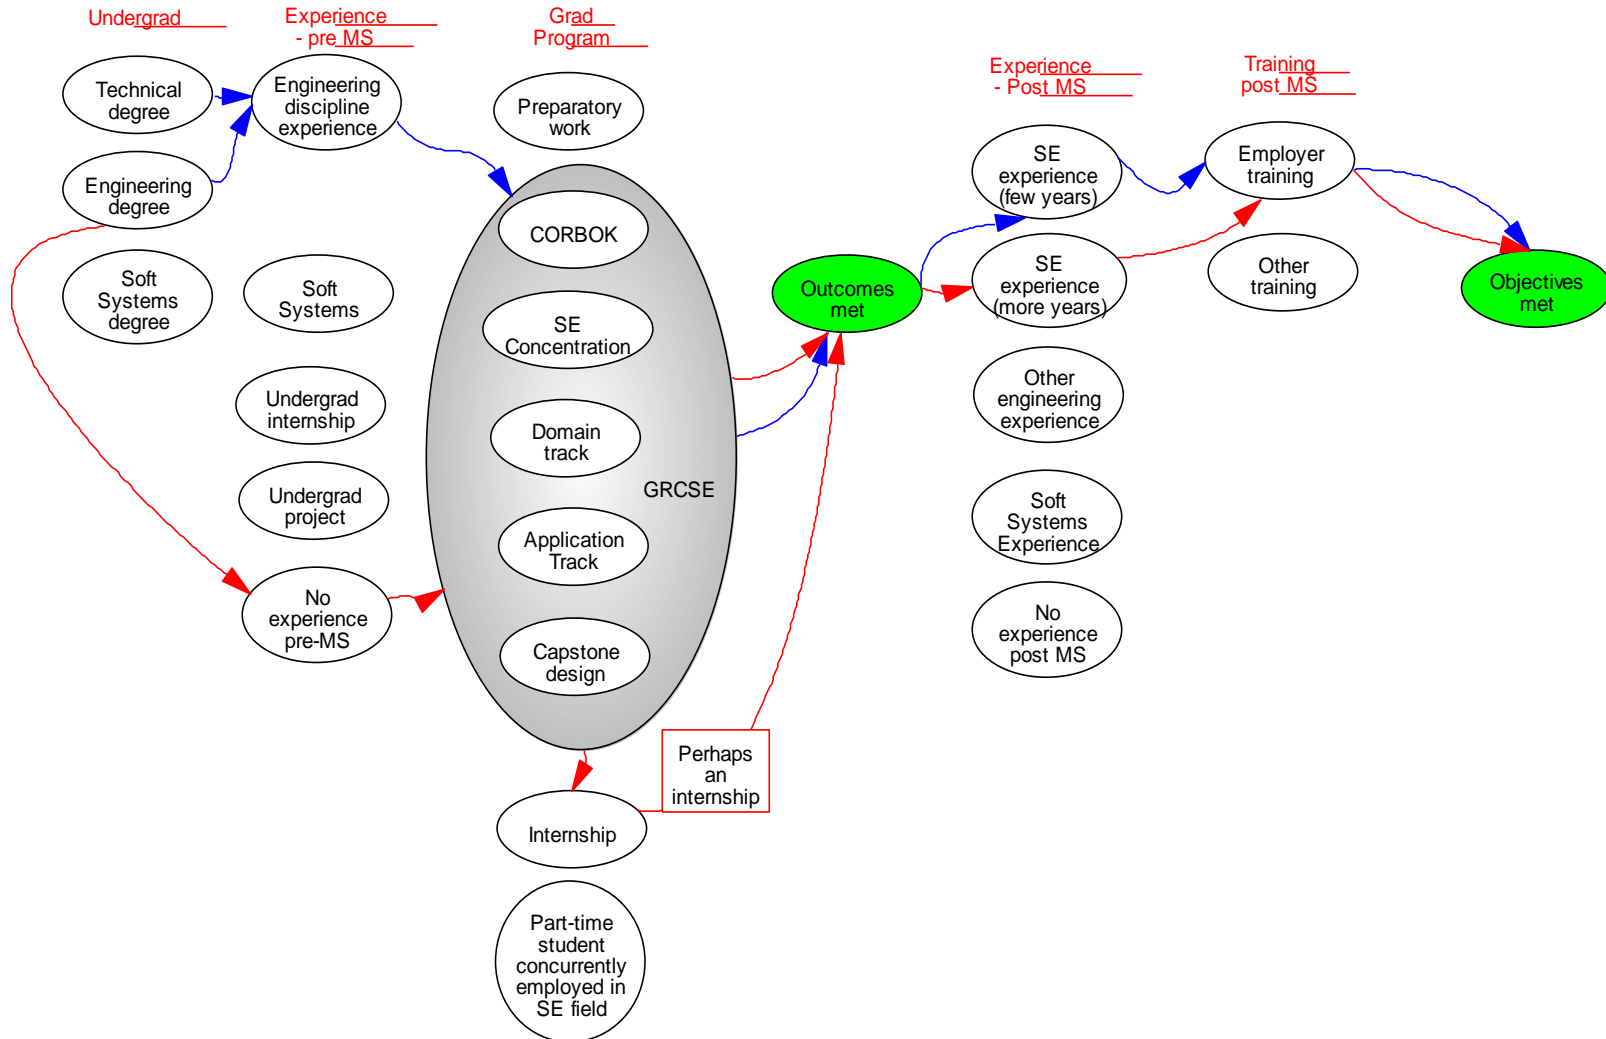 Undergrad
Experience
- pre MS
Grad
Program
Experience
- Post MS
Training
post MS
Technical
degree
Engineering
degree
Soft
Systems
degree
Engineering
discipline
experience
Soft
Systems
Undergrad
internship
Undergrad
project
No
experience
pre-MS
Preparatory
work
CORBOK
SE
Concentration
Domain
track
GRCSE
Application
Track
Capstone
design
Internship
Perhaps
an
internship
Part-time
student
concurrently
employed in
SE field
Outcomes
met
SE
experience
(few years)
SE
experience
(more years)
Other
engineering
experience
Soft
Systems
Experience
No
experience
post MS
Employer
training
Other
training
Objectives
met